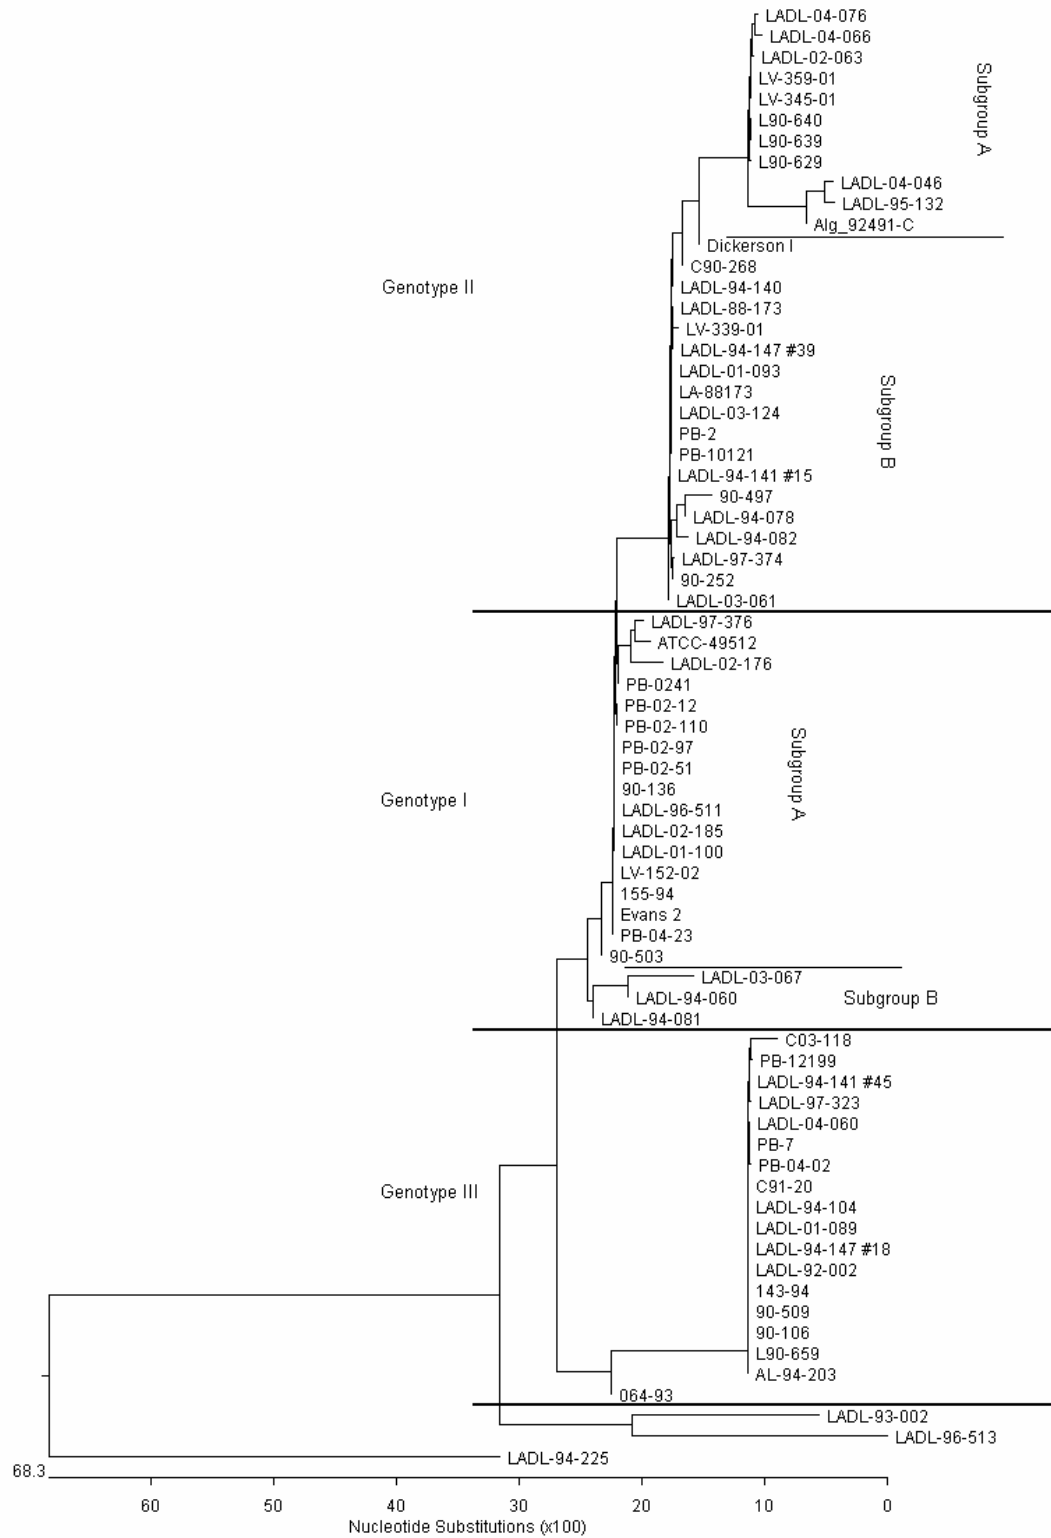 LADL-04-076
LADL-04-066
LADL-02-063
LV-359-01
LV-345-01
L90-640
L90-639
L90-629
Subgroup A
LADL-04-046
LADL-95-132
Alg_92491-C
Dickerson I
C90-268
Genotype II
LADL-94-140
LADL-88-173
LV-339-01
LADL-94-147 #39
LADL-01-093
LA-88173
LADL-03-124
Subgroup B
PB-2
PB-10121
LADL-94-141 #15
90-497
LADL-94-078
LADL-94-082
LADL-97-374
90-252
LADL-03-061
LADL-97-376
ATCC-49512
LADL-02-176
PB-0241
PB-02-12
PB-02-110
PB-02-97
PB-02-51
Subgroup A
90-136
Genotype I
LADL-96-511
LADL-02-185
LADL-01-100
LV-152-02
155-94
Evans 2
PB-04-23
90-503
LADL-03-067
LADL-94-060
Subgroup B
LADL-94-081
C03-118
PB-12199
LADL-94-141 #45
LADL-97-323
LADL-04-060
PB-7
PB-04-02
C91-20
Genotype III
LADL-94-104
LADL-01-089
LADL-94-147 #18
LADL-92-002
143-94
90-509
90-106
L90-659
AL-94-203
064-93
LADL-93-002
LADL-96-513
LADL-94-225
68.3
60 50 40 30 20 10 0
Nucleotide Substitutions (x100)